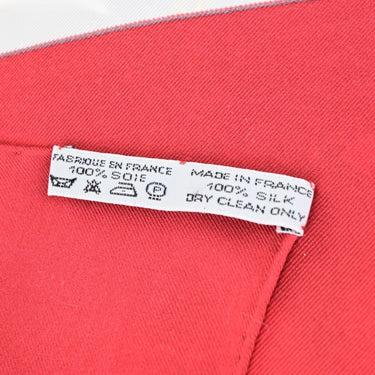 FABRIQUE EN FRANCE
100% SOIE
MADE IN FRANCE
100% SILK
DRY CLEAN ONLY